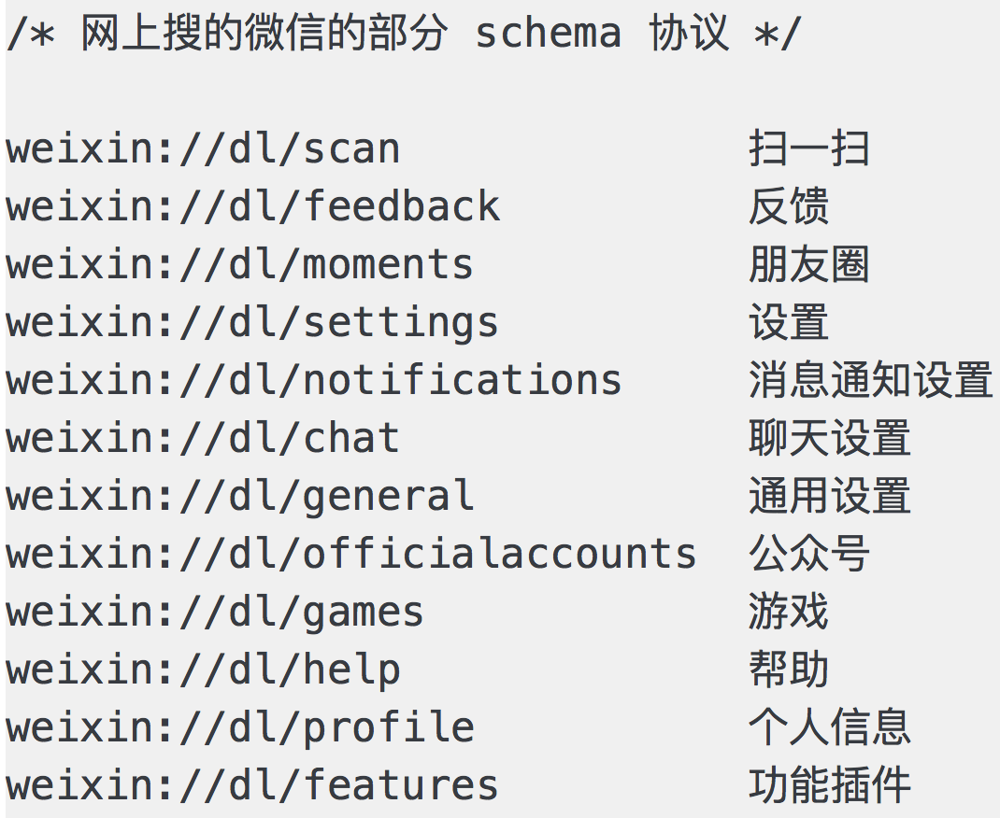 /* 网上搜的微信的部分 schema 协议 */
weixin://dl/scan 扫一扫
weixin://dl/feedback 反馈
weixin://dl/moments 朋友圈
weixin://dl/settings 设置
weixin://dl/notifications 消息通知设置
weixin://dl/chat 聊天设置
weixin://dl/general 通用设置
weixin://dl/officialaccounts 公众号
weixin://dl/games 游戏
weixin://dl/help 帮助
weixin://dl/profile 个人信息
weixin://dl/features 功能插件